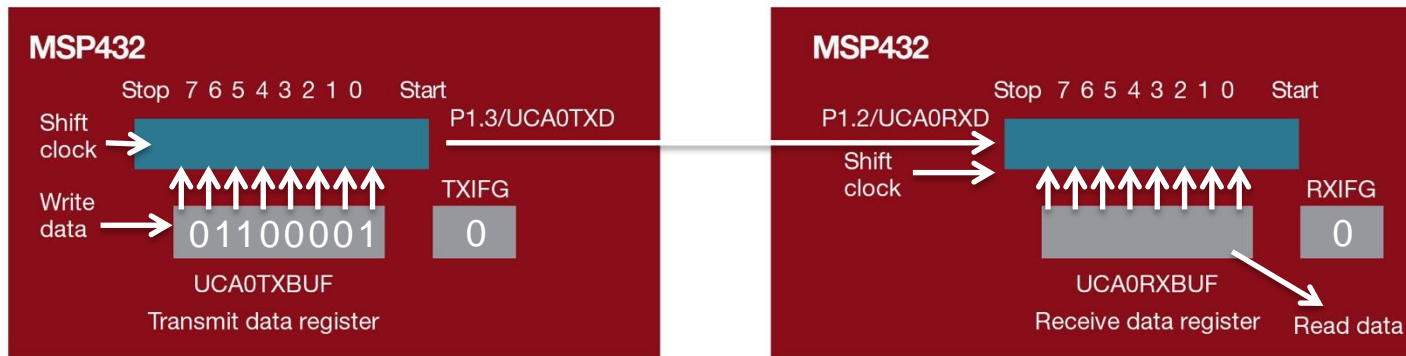 MSP432
Stop 7 6 5 4 3 2 1 0 Start
Shift
clock
P1.3/UCA0TXD
Write
data
TXIFG
01100001
0
UCA0TXBUF
Transmit data register
MSP432
Stop 7 6 5 4 3 2 1 0 Start
P1.2/UCA0RXD
Shift
clock
RXIFG
0
UCA0RXBUF
Receive data register
Read data